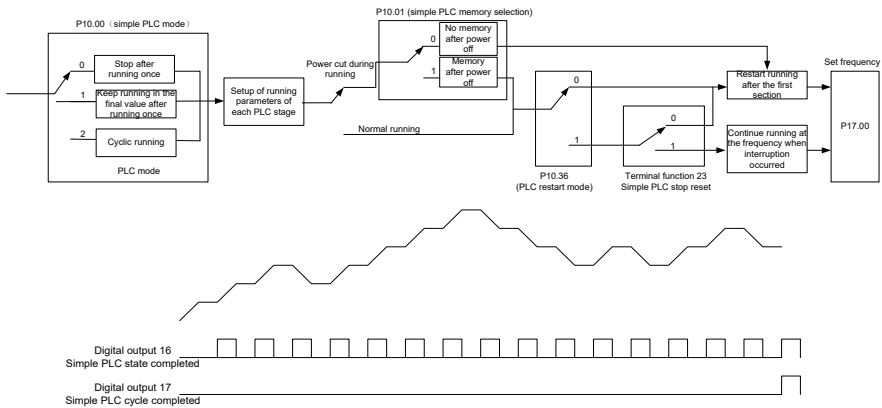 P10.00（simple PLC mode）
0
Stop after
running once
1
Keep running in the
final value after
running once
2
Cyclic running
PLC mode
Setup of running
parameters of
each PLC stage
Power cut during
running
Normal running
P10.01 (simple PLC memory selection)
0
No memory
after power
off
1
Memory
after power
off
0
1
P10.36
(PLC restart mode)
0
1
Terminal function 23
Simple PLC stop reset
Restart running
after the first
section
Continue running at
the frequency when
interruption
occurred
Set frequency
P17.00
Digital output 16
Simple PLC state completed
Digital output 17
Simple PLC cycle completed